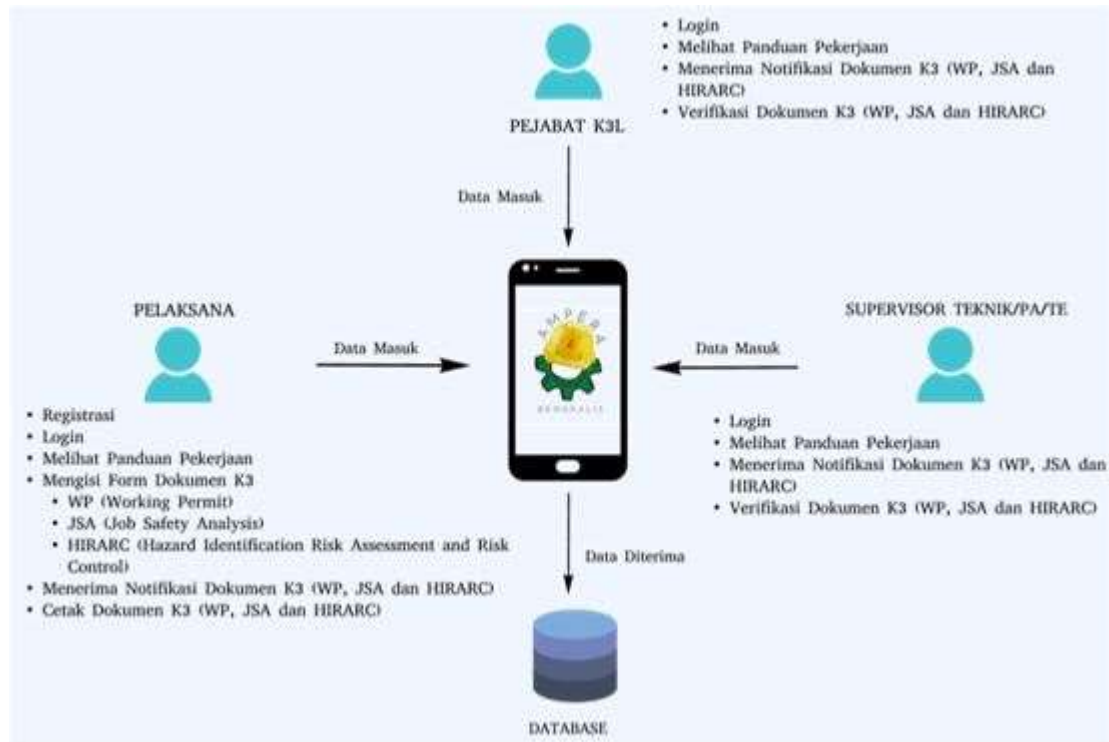 • Login
• Melihat Panduan Pekerjaan
• Menerima Notifikasi Dokumen K3 (WP, JSA dan
HIRARC)
• Verifikasi Dokumen K3 (WP, JSA dan HIRARC)
PEJABAT K3L
Data Masuk
PELAKSANA
Data Masuk
AMPERA
BENGKALIS
Data Masuk
SUPERVISOR TEKNIK/PA/TE
• Registrasi
• Login
• Melihat Panduan Pekerjaan
• Mengisi Form Dokumen K3
• WP (Working Permit)
• JSA (Job Safety Analysis)
• HIRARC (Hazard Identification Risk Assessment and Risk
Control)
• Menerima Notifikasi Dokumen K3 (WP, JSA dan HIRARC)
• Cetak Dokumen K3 (WP, JSA dan HIRARC)
• Login
• Melihat Panduan Pekerjaan
• Menerima Notifikasi Dokumen K3 (WP, JSA dan
HIRARC)
• Verifikasi Dokumen K3 (WP, JSA dan HIRARC)
Data Diterima
DATABASE